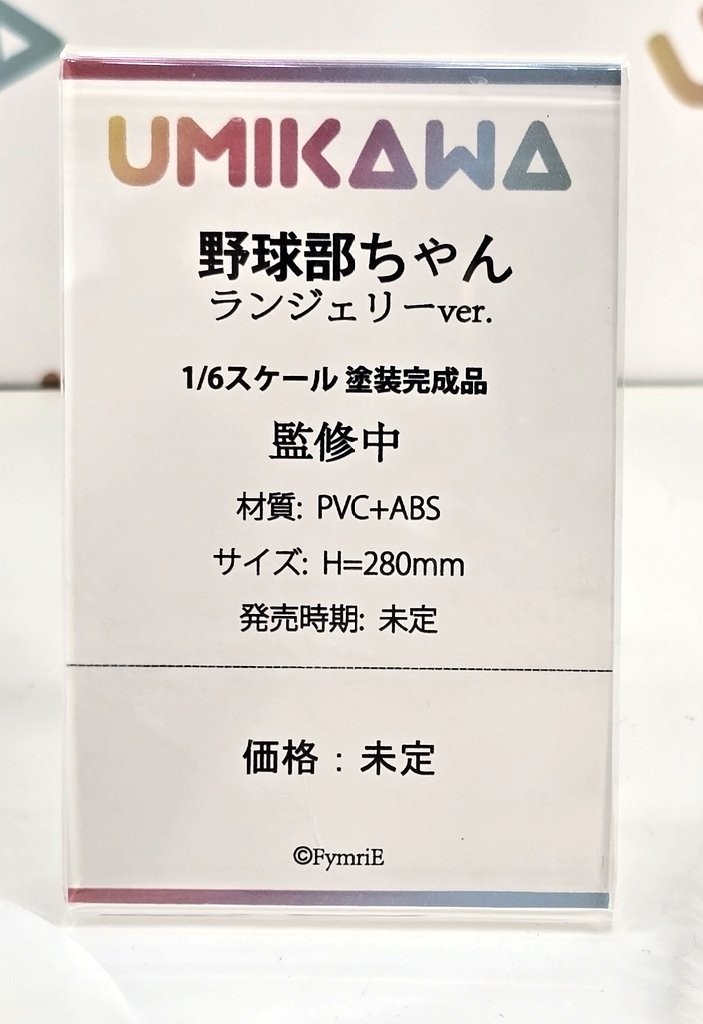 UMIKAWA
野球部ちゃん
ランジェリーver.
1/6スケール 塗装完成品
監修中
材質: PVC+ABS
サイズ: H=280mm
発売時期: 未定
価格：未定
©FymriE